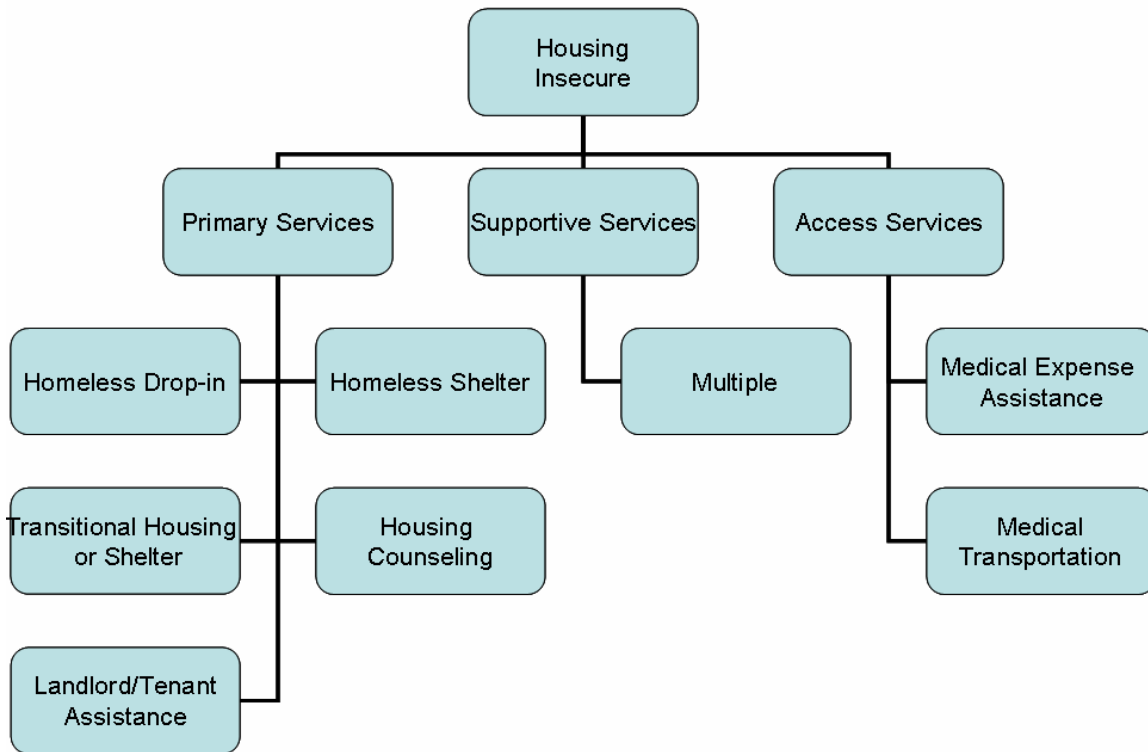 Housing
Insecure
Primary Services
Supportive Services
Access Services
Homeless Drop-in
Homeless Shelter
Multiple
Medical Expense
Assistance
Transitional Housing
or Shelter
Housing
Counseling
Medical
Transportation
Landlord/Tenant
Assistance